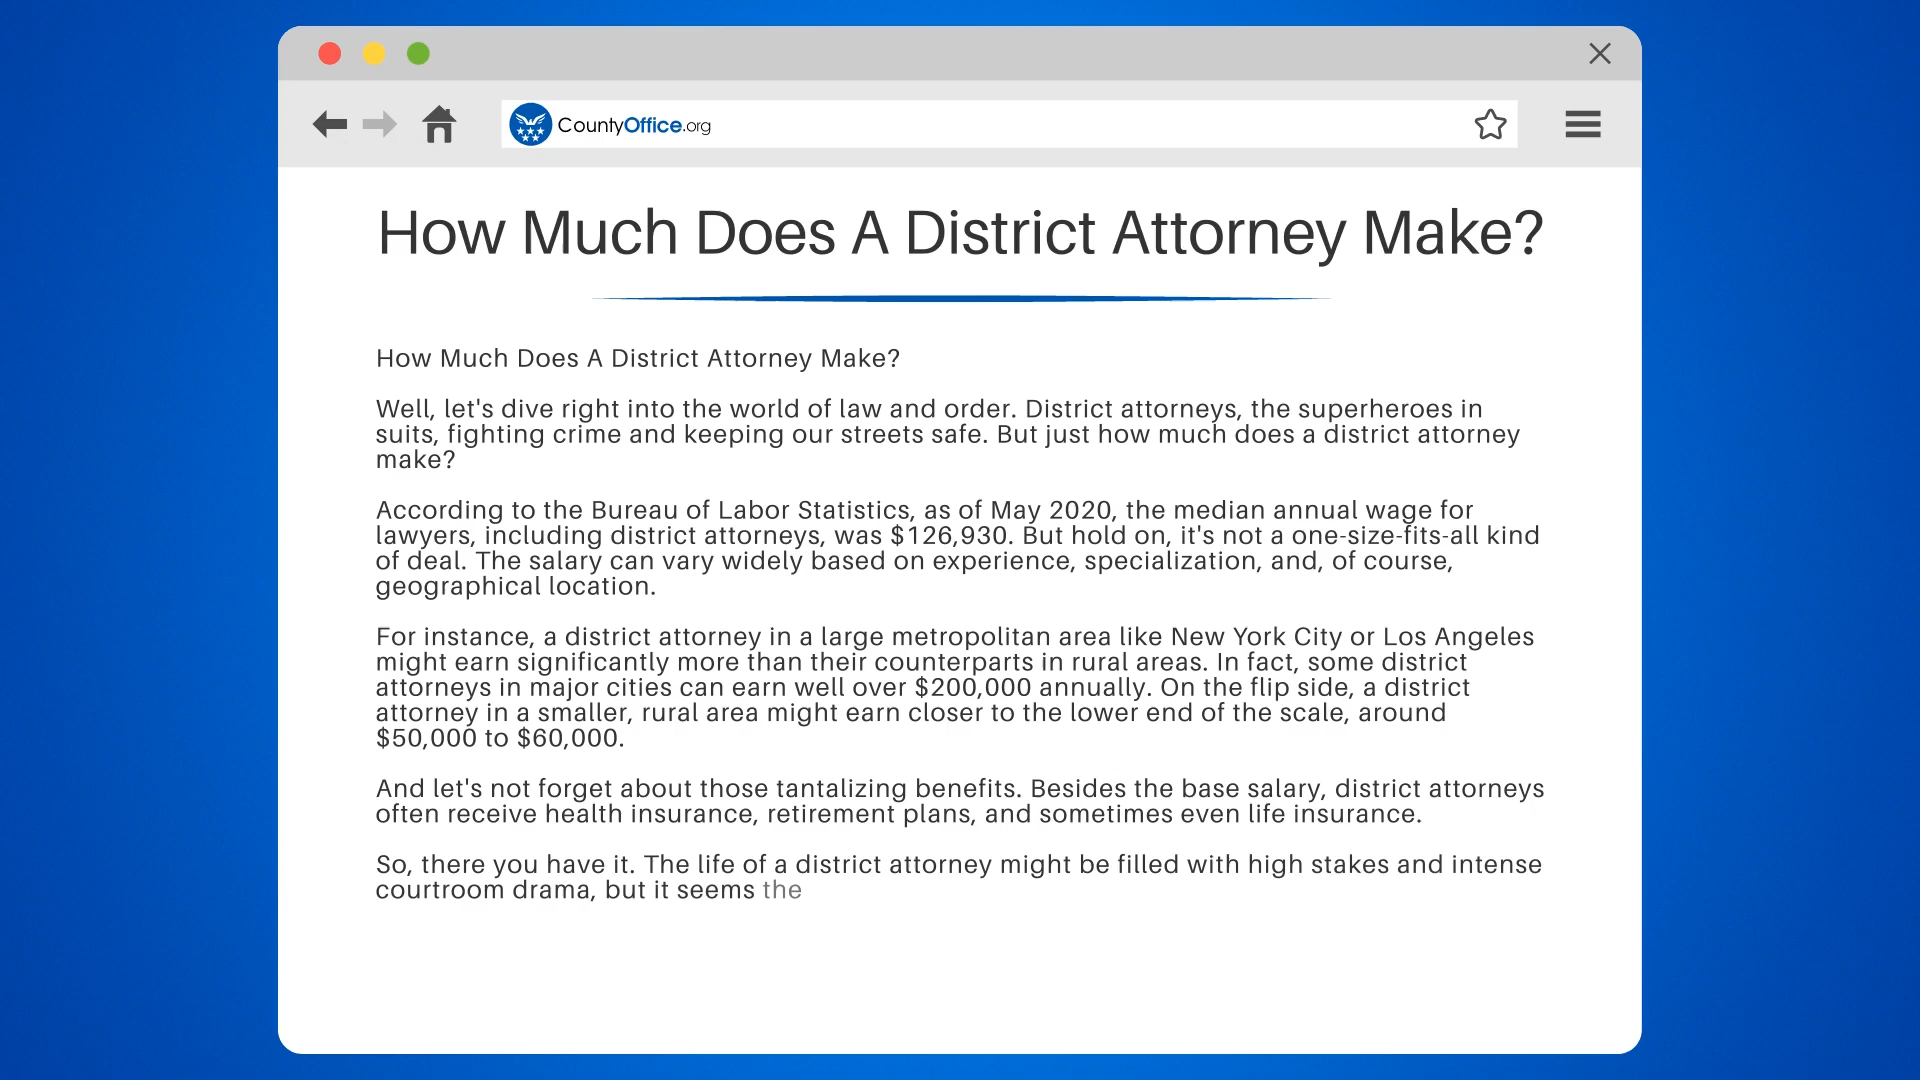 CountyOffice.org
How Much Does A District Attorney Make?
How Much Does A District Attorney Make?
Well, let's dive right into the world of law and order. District attorneys, the superheroes in
suits, fighting crime and keeping our streets safe. But just how much does a district attorney
make?
According to the Bureau of Labor Statistics, as of May 2020, the median annual wage for
lawyers, including district attorneys, was $126,930. But hold on, it's not a one-size-fits-all kind
of deal. The salary can vary widely based on experience, specialization, and, of course,
geographical location.
For instance, a district attorney in a large metropolitan area like New York City or Los Angeles
might earn significantly more than their counterparts in rural areas. In fact, some district
attorneys in major cities can earn well over $200,000 annually. On the flip side, a district
attorney in a smaller, rural area might earn closer to the lower end of the scale, around
$50,000 to $60,000.
And let's not forget about those tantalizing benefits. Besides the base salary, district attorneys
often receive health insurance, retirement plans, and sometimes even life insurance.
So, there you have it. The life of a district attorney might be filled with high stakes and intense
courtroom drama, but it seems the